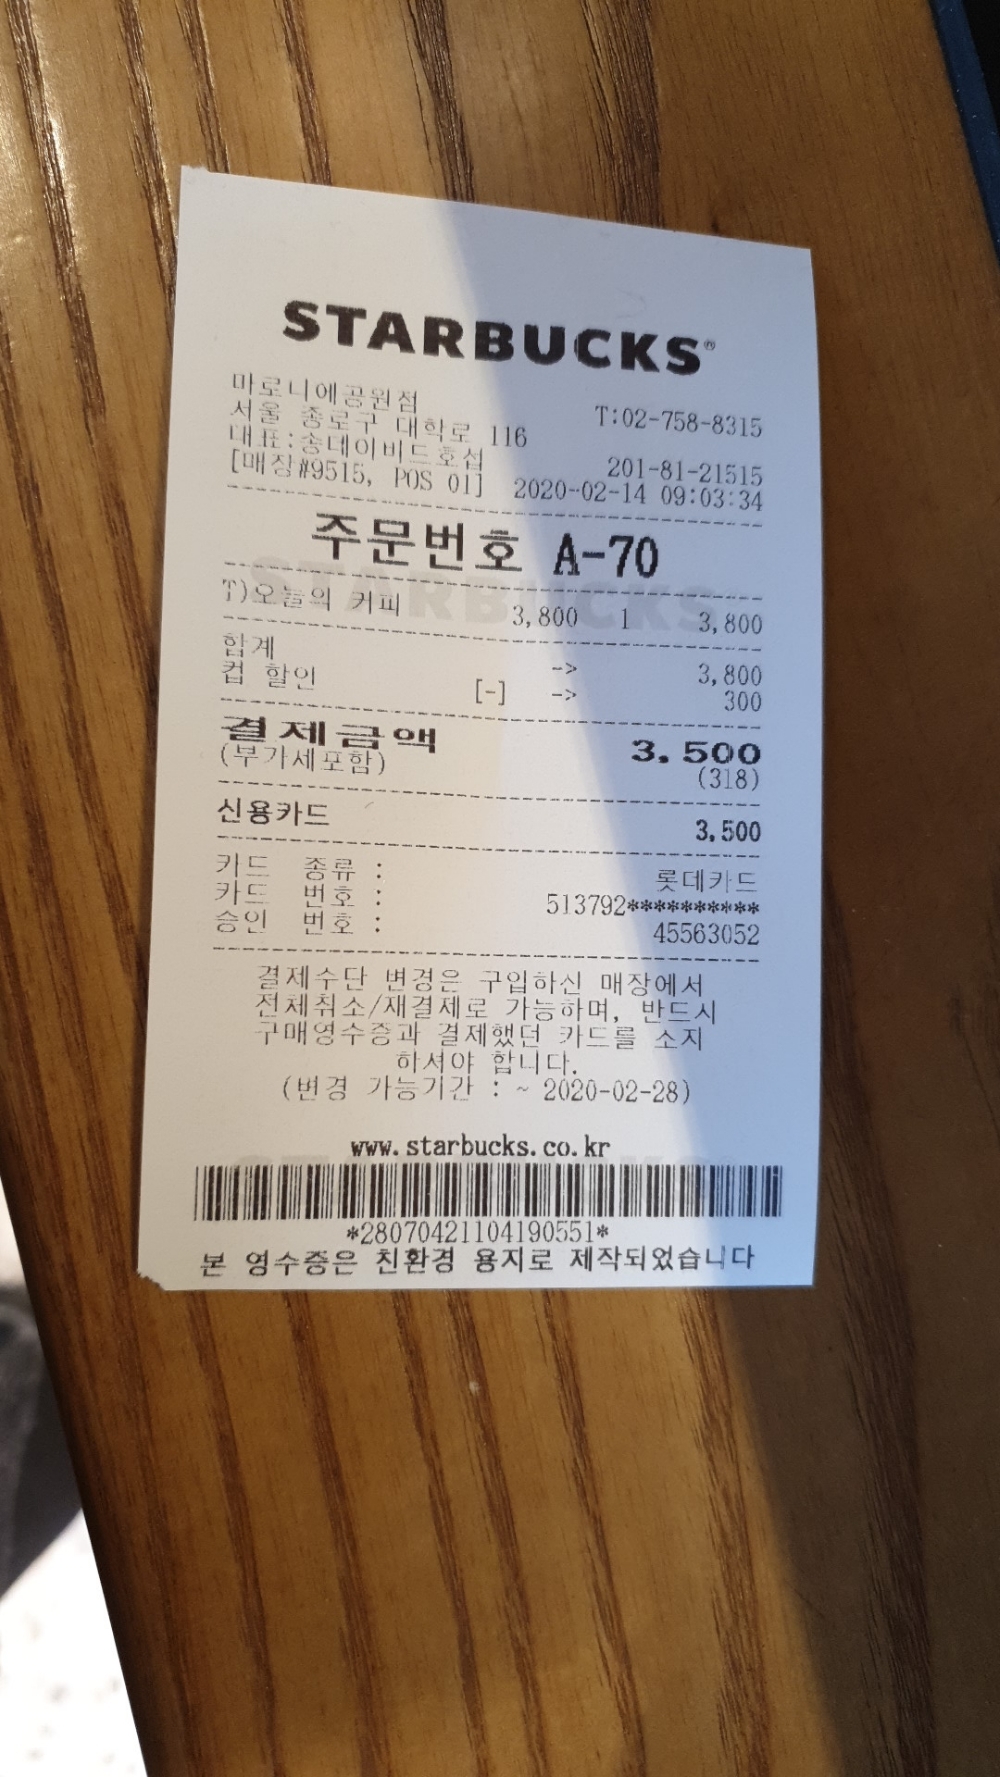 STARBUCKS®
마로니에공원점 T:02-758-8315
서울 종로구 대학로 116
대표:송데이비드호섭 201-81-21515
[매장#9515, POS 01] 2020-02-14 09:03:34
주문번호 A-70
T)오늘의 커피 3,800 1 3,800
합계 -> 3,800
컵 할인 [-] -> 300
결제금액 3,500
(부가세포함) (318)
신용카드 3,500
카드 종류 : 롯데카드
카드 번호 : 513792**********
승인 번호 : 45563052
결제수단 변경은 구입하신 매장에서
전체취소/재결제로 가능하며, 반드시
구매영수증과 결제했던 카드를 소지
하셔야 합니다.
(변경 가능기간 : ~ 2020-02-28)
www.starbucks.co.kr
*28070421104190551*
본 영수증은 친환경 용지로 제작되었습니다